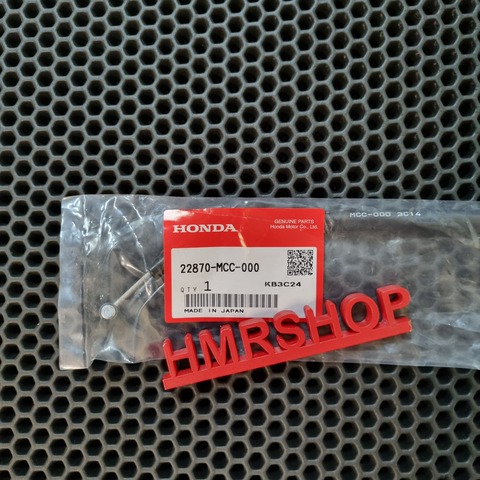 MCC-000 3C14
HONDA
GENUINE PARTS
Honda Motor Co., Ltd.
22870-MCC-000
QTY 1
KB3C24
MADE IN JAPAN
HMRSHOP